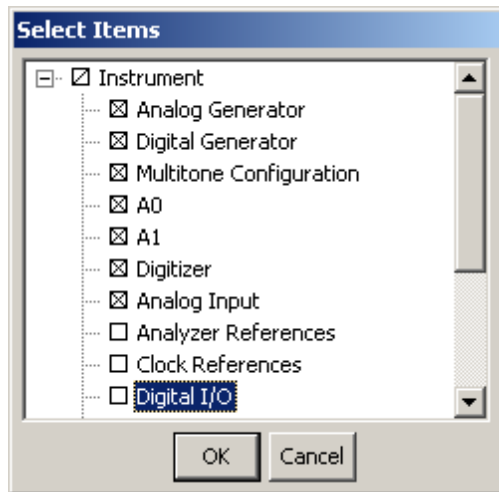 Select Items
Instrument
Analog Generator
Digital Generator
Multitone Configuration
A0
A1
Digitizer
Analog Input
Analyzer References
Clock References
Digital I/O
OK Cancel